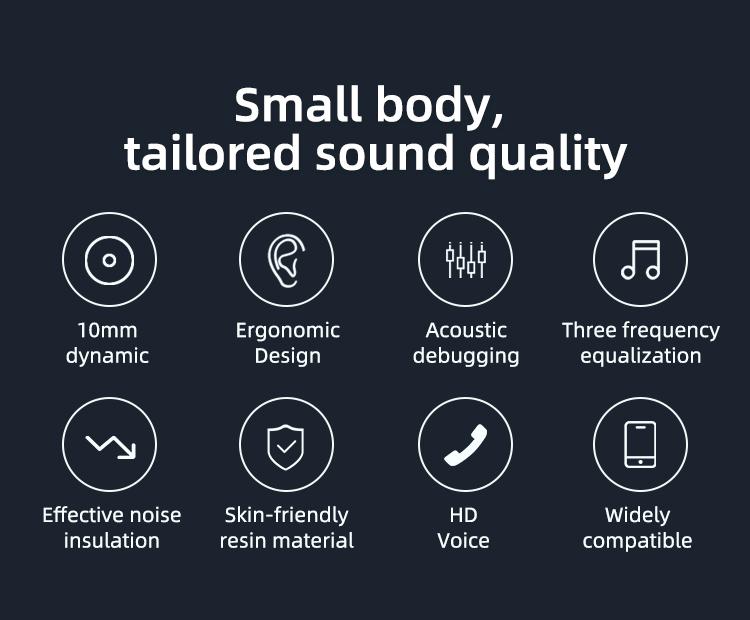 Small body,
tailored sound quality
10mm
dynamic
Ergonomic
Design
Acoustic
debugging
Three frequency
equalization
Effective noise
insulation
Skin-friendly
resin material
HD
Voice
Widely
compatible